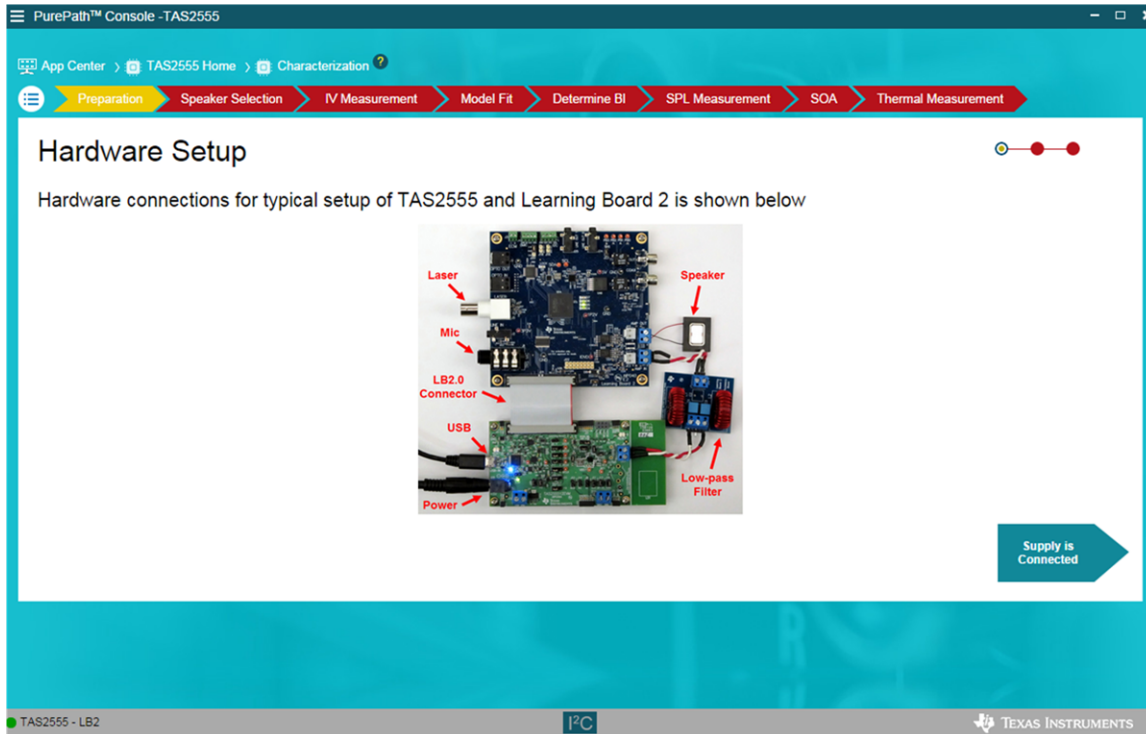 PurePath™ Console -TAS2555
App Center > TAS2555 Home > Characterization ?
Preparation Speaker Selection IV Measurement Model Fit Determine Bl SPL Measurement SOA Thermal Measurement
Hardware Setup
Hardware connections for typical setup of TAS2555 and Learning Board 2 is shown below
Laser
Speaker
Mic
LB2.0
Connector
Learning Board 2
USB
Low-pass
Filter
Power
Supply is
Connected
TAS2555 - LB2
I²C
TEXAS INSTRUMENTS